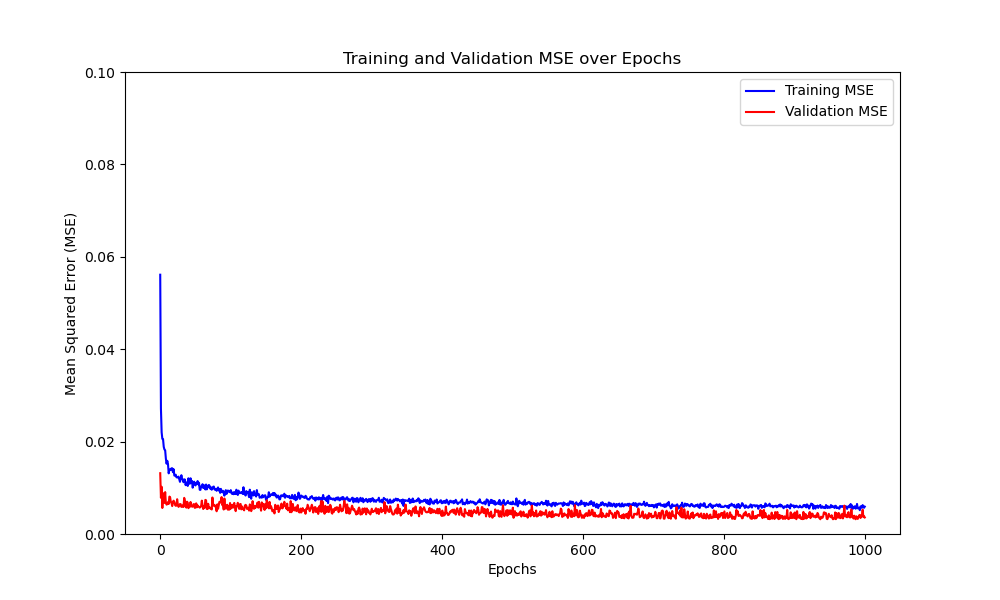 Training and Validation MSE over Epochs
Training MSE
Validation MSE
Mean Squared Error (MSE)
0.10
0.08
0.06
0.04
0.02
0.00
0
200
400
600
800
1000
Epochs